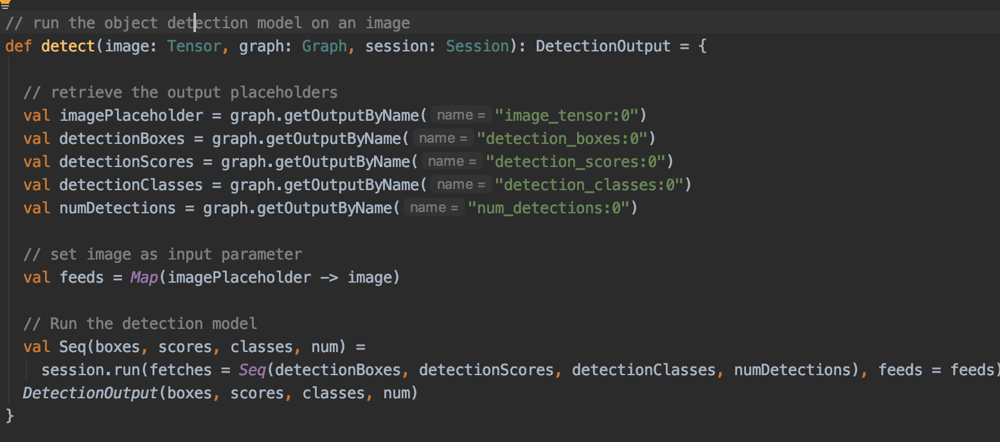 // run the object detection model on an image
def detect(image: Tensor, graph: Graph, session: Session): DetectionOutput = {
// retrieve the output placeholders
val imagePlaceholder = graph.getOutputByName( name = "image_tensor:0")
val detectionBoxes = graph.getOutputByName( name = "detection_boxes:0")
val detectionScores = graph.getOutputByName( name = "detection_scores:0")
val detectionClasses = graph.getOutputByName( name = "detection_classes:0")
val numDetections = graph.getOutputByName( name = "num_detections:0")
// set image as input parameter
val feeds = Map(imagePlaceholder -> image)
// Run the detection model
val Seq(boxes, scores, classes, num) =
session.run(fetches = Seq(detectionBoxes, detectionScores, detectionClasses, numDetections), feeds = feeds)
DetectionOutput(boxes, scores, classes, num)
}